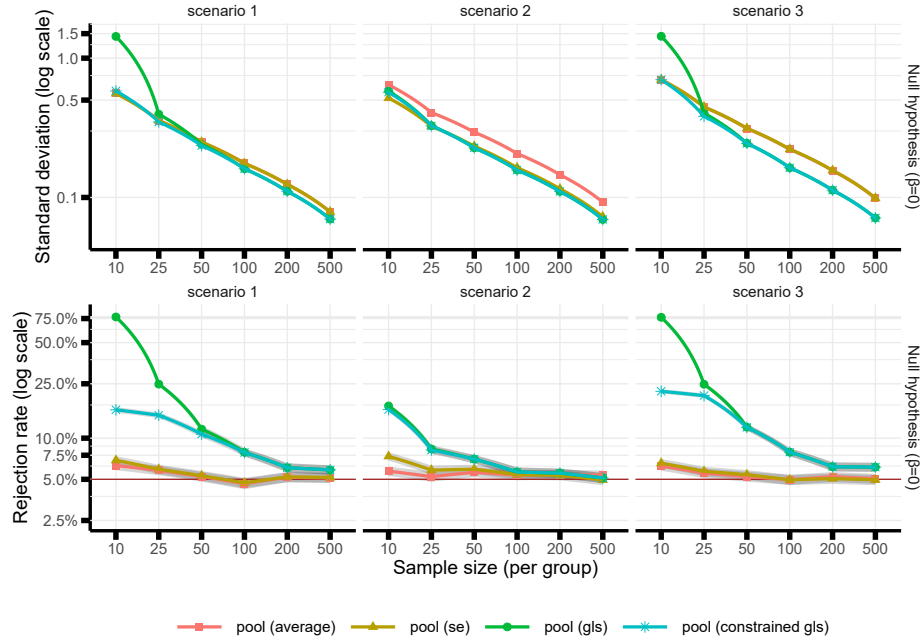 scenario 1 scenario 2 scenario 3
Standard deviation (log scale)
1.5
1.0
0.5
0.1
Null hypothesis (β=0)
10 25 50 100 200 500 10 25 50 100 200 500 10 25 50 100 200 500
scenario 1 scenario 2 scenario 3
Rejection rate (log scale)
75.0%
50.0%
25.0%
10.0%
7.5%
5.0%
2.5%
Null hypothesis (β=0)
10 25 50 100 200 500 10 25 50 100 200 500 10 25 50 100 200 500
Sample size (per group)
pool (average) pool (se) pool (gls) pool (constrained gls)